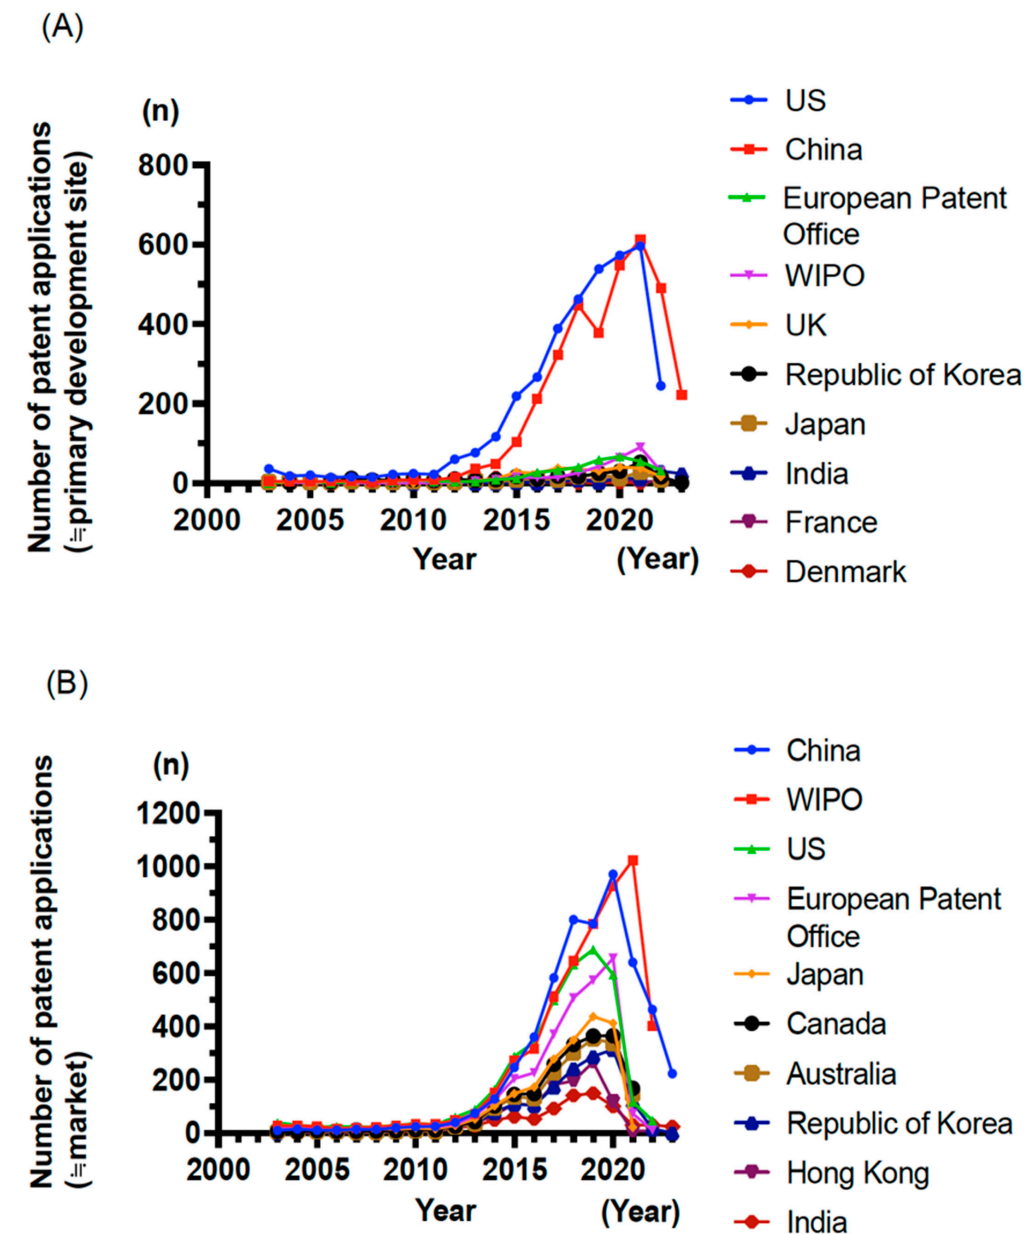 (A)
(n)
Number of patent applications
(≒primary development site)
800
600
400
200
0
2000 2005 2010 2015 2020
Year (Year)
US
China
European Patent
Office
WIPO
UK
Republic of Korea
Japan
India
France
Denmark
(B)
(n)
Number of patent applications
(≒market)
1200
1000
800
600
400
200
0
2000 2005 2010 2015 2020
Year (Year)
China
WIPO
US
European Patent
Office
Japan
Canada
Australia
Republic of Korea
Hong Kong
India